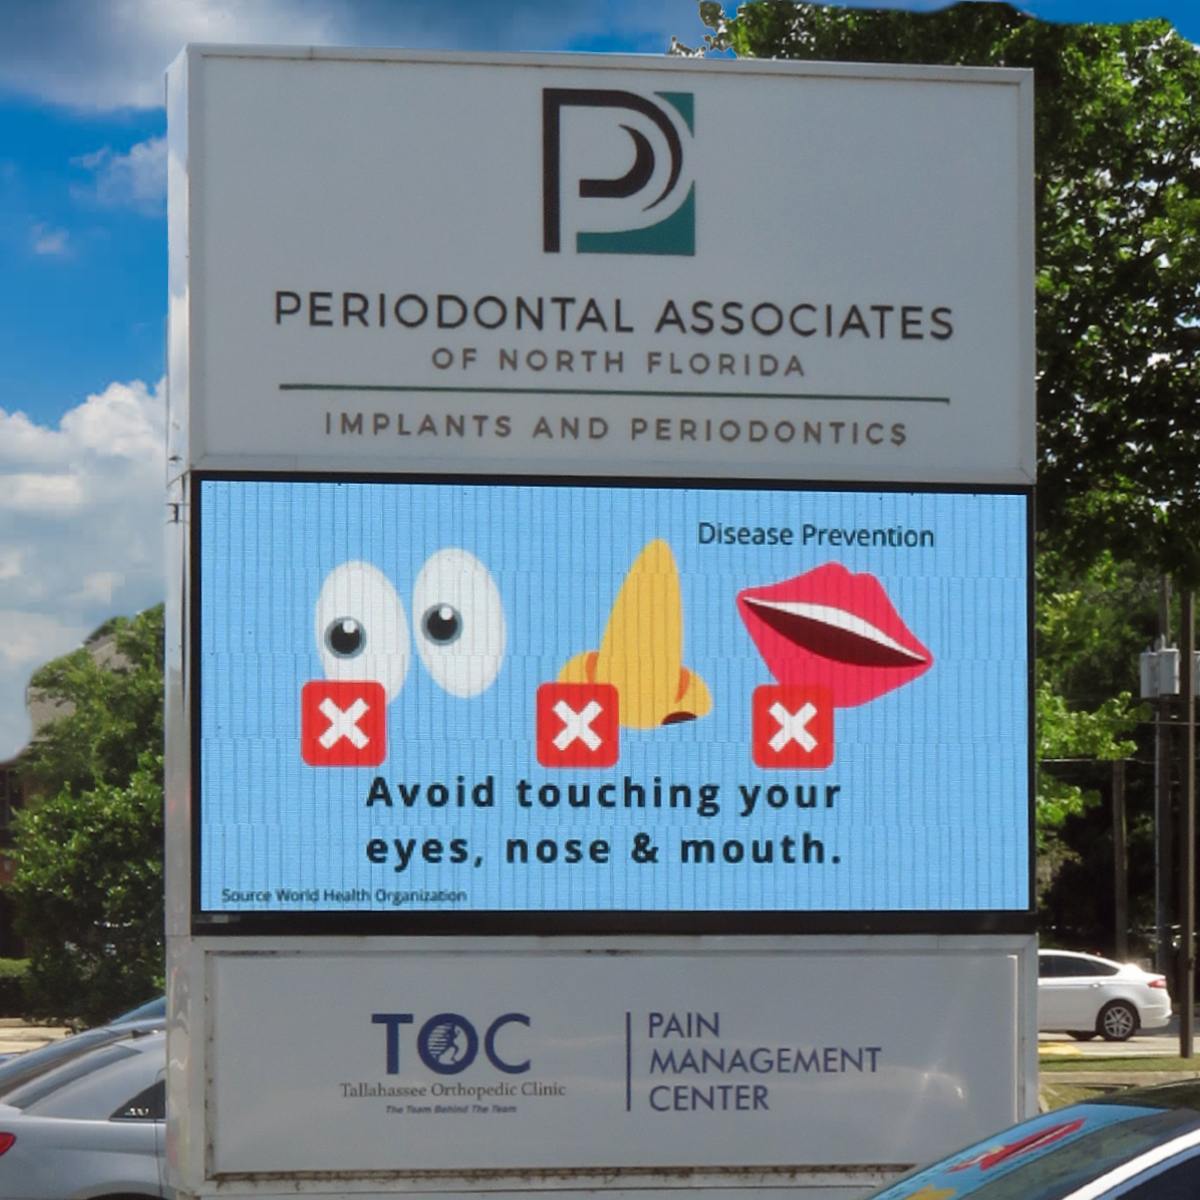 PERIODONTAL ASSOCIATES
OF NORTH FLORIDA
IMPLANTS AND PERIODONTICS
Disease Prevention
Avoid touching your
eyes, nose & mouth.
Source World Health Organization
TOC
Tallahassee Orthopedic Clinic
The Team Behind The Team
PAIN
MANAGEMENT
CENTER